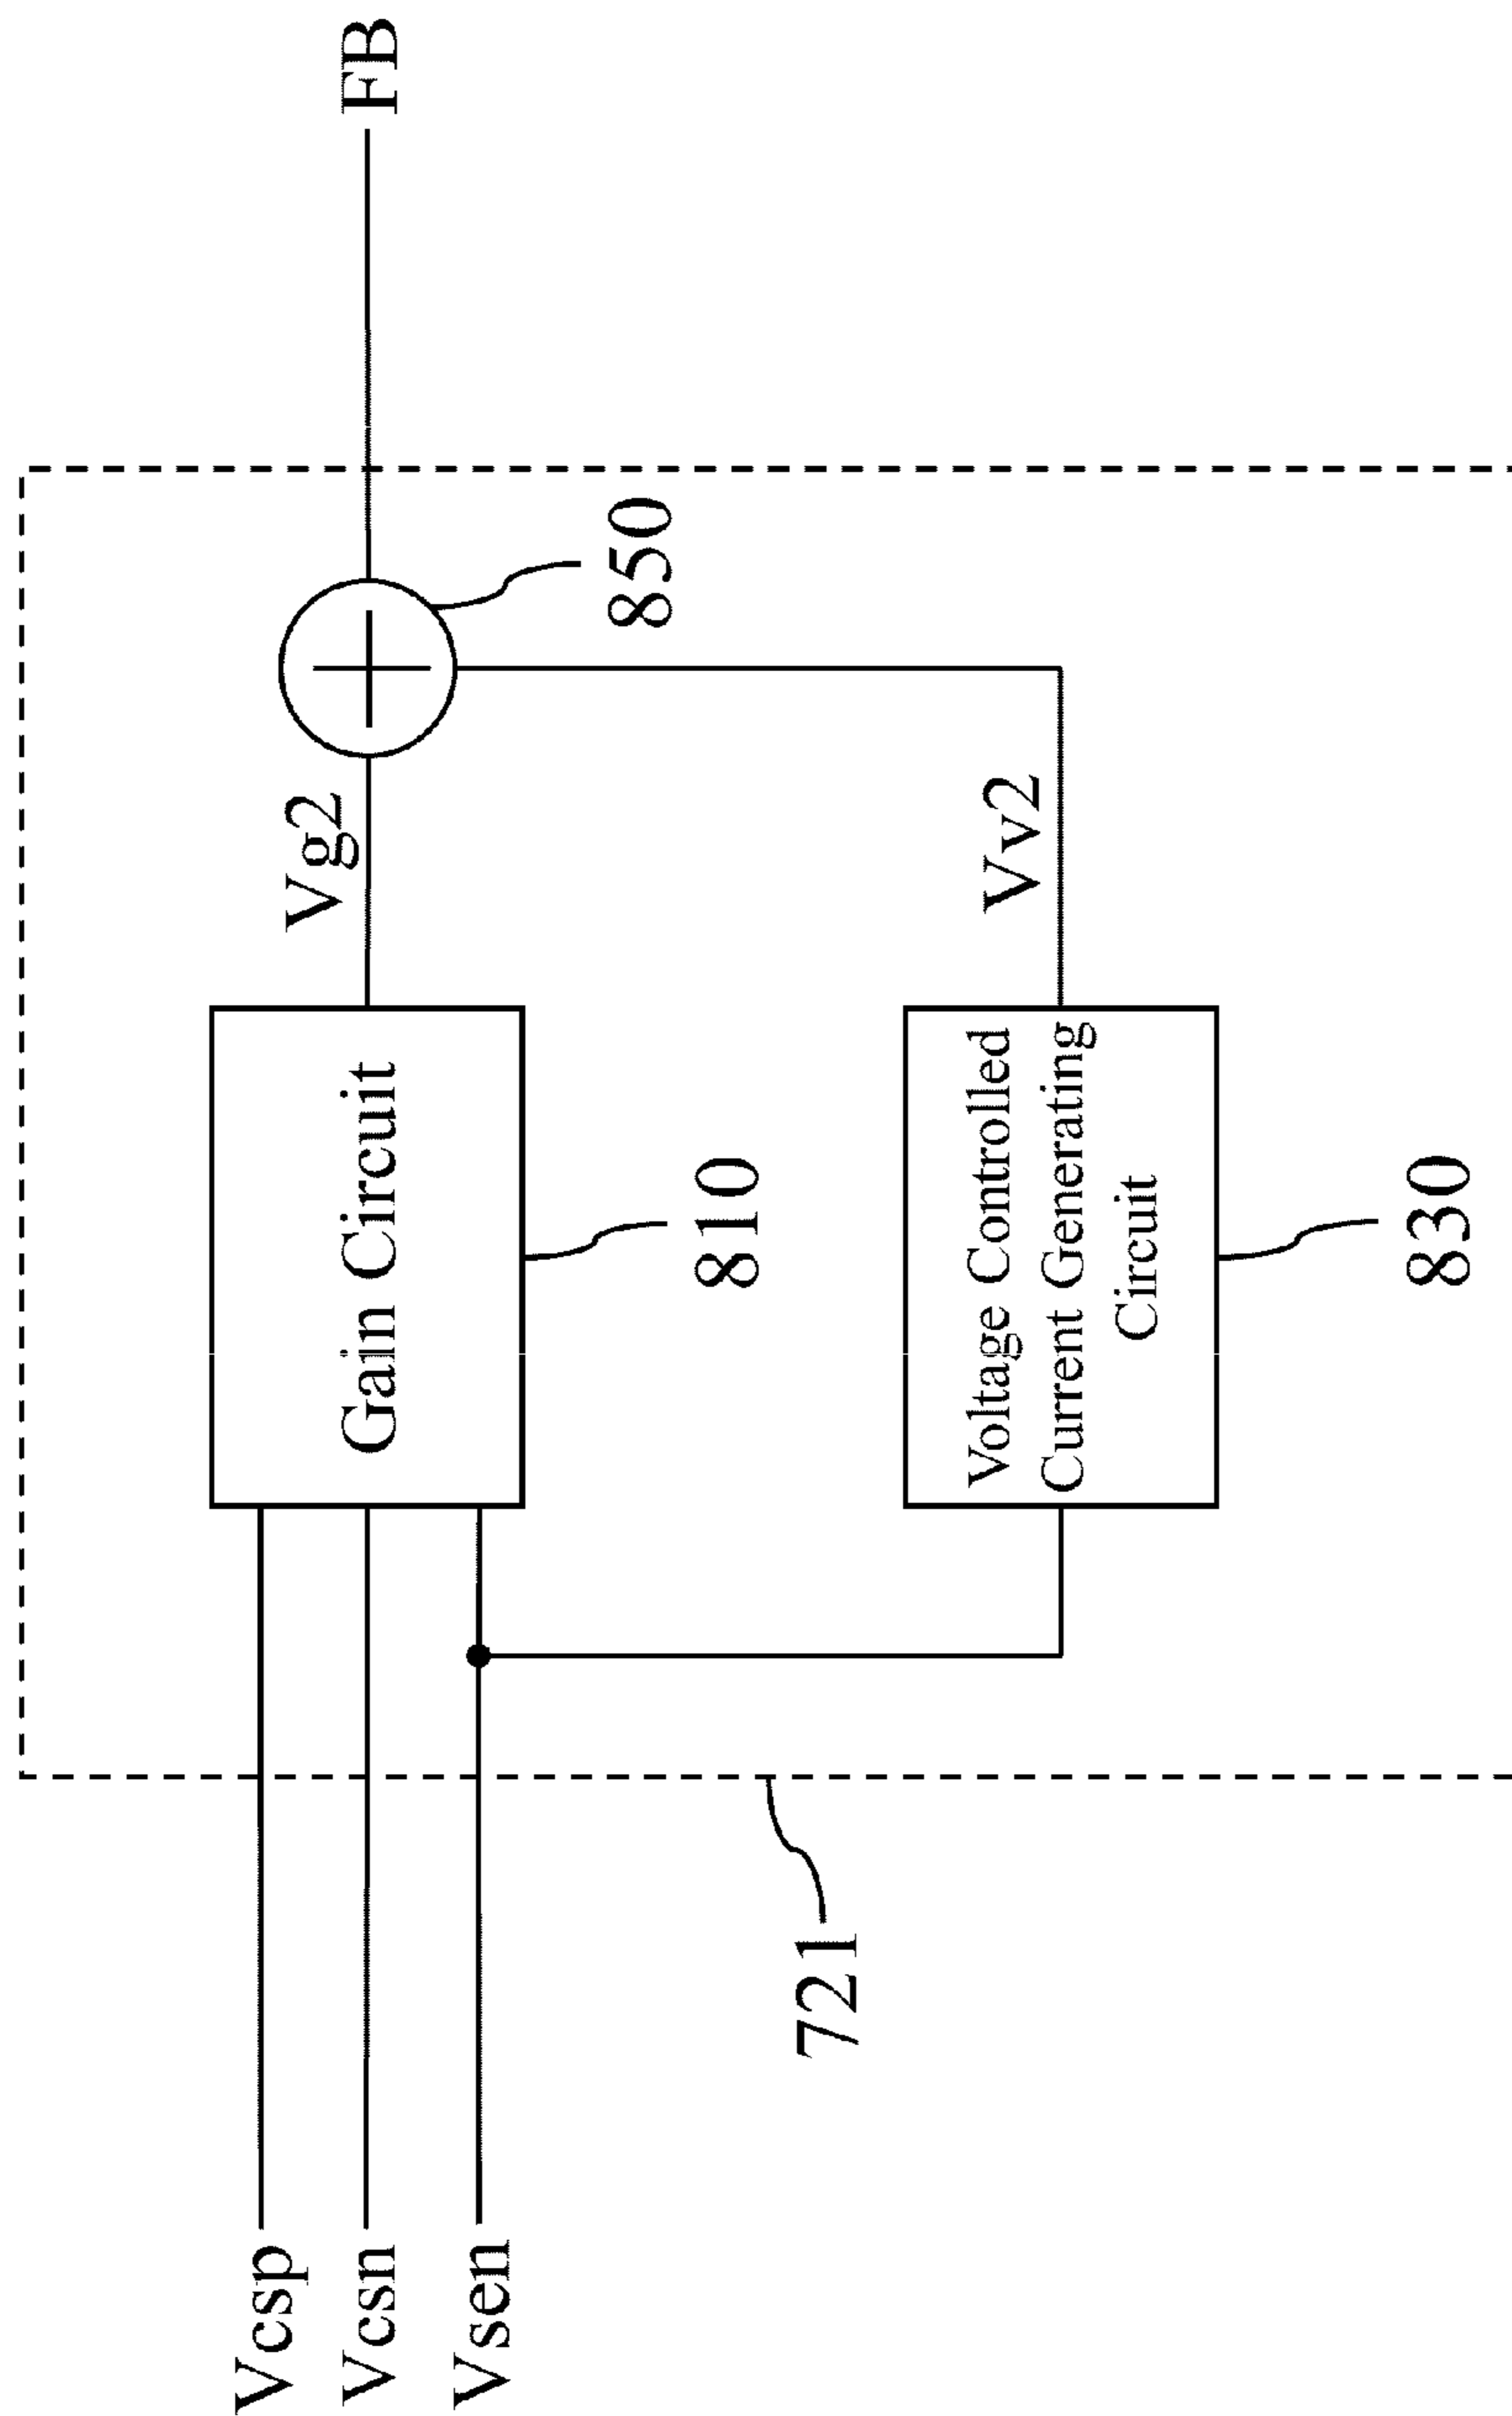 Vcsp
Vcsn
Vsen
721
Gain Circuit
810
Voltage Controlled
Current Generating
Circuit
830
Vg2
Vv2
850
FB